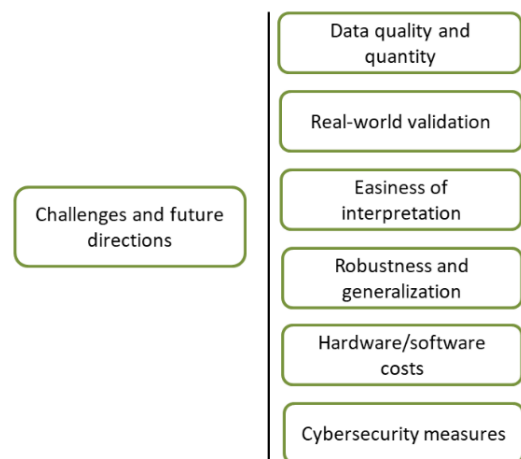 Challenges and future
directions
Data quality and
quantity
Real-world validation
Easiness of
interpretation
Robustness and
generalization
Hardware/software
costs
Cybersecurity measures